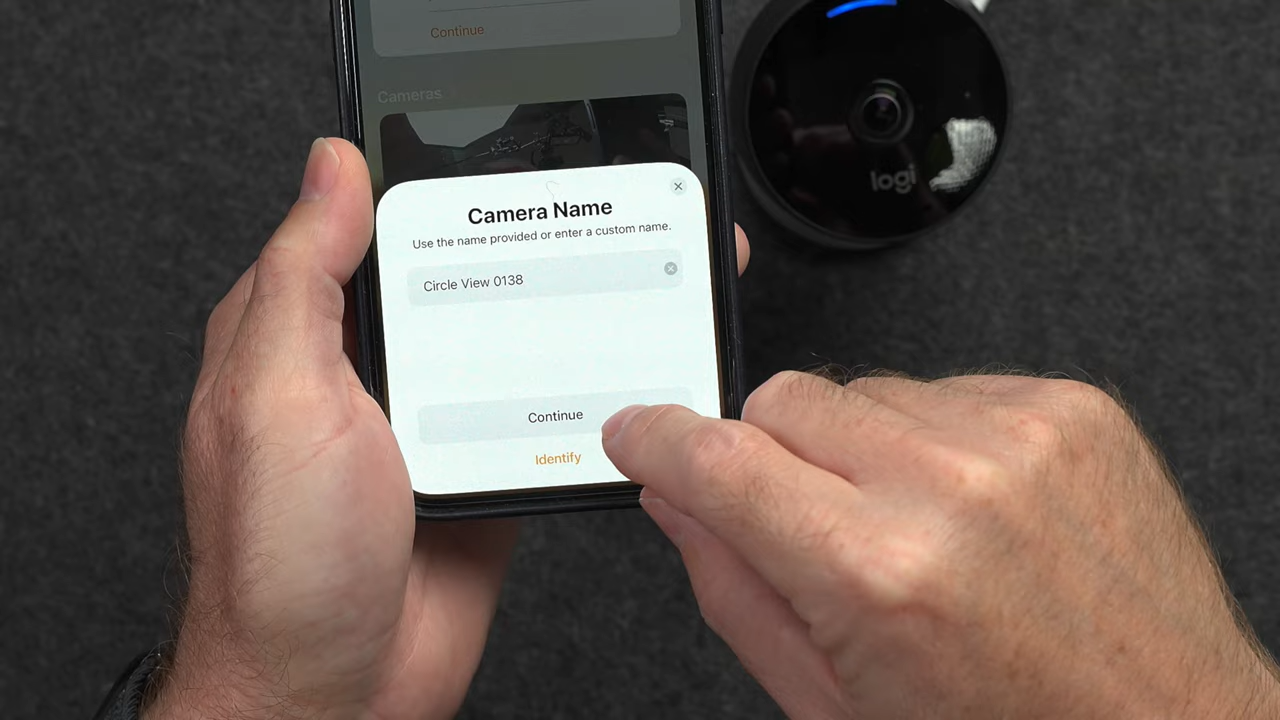 Continue
Cameras
logi
Camera Name
Use the name provided or enter a custom name.
Circle View 0138
Continue
Identify